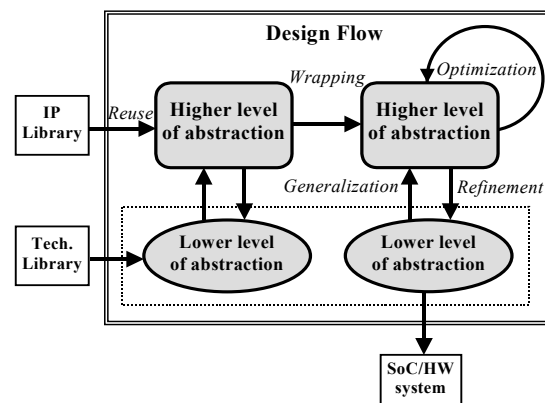 Design Flow
Wrapping
Optimization
IP
Library
Reuse
Higher level
of abstraction
Higher level
of abstraction
Generalization
Refinement
Tech.
Library
Lower level
of abstraction
Lower level
of abstraction
SoC/HW
system